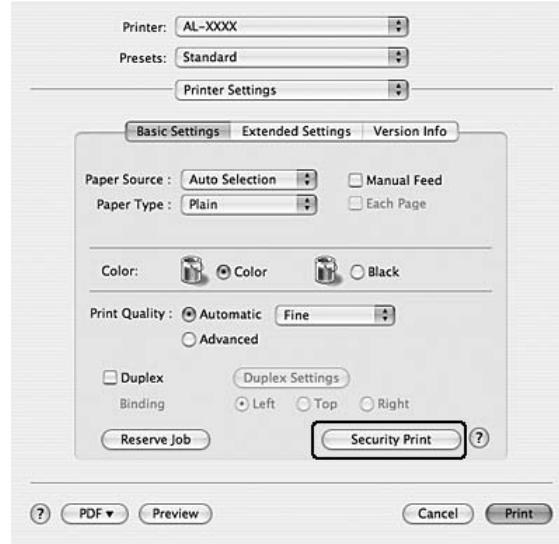 Printer: AL-XXXX
Presets: Standard
Printer Settings
Basic Settings Extended Settings Version Info
Paper Source : Auto Selection Manual Feed
Paper Type : Plain Each Page
Color: Color Black
Print Quality : Automatic Fine
Advanced
Duplex Duplex Settings
Binding Left Top Right
Reserve Job Security Print ?
? PDF ▾ Preview Cancel Print